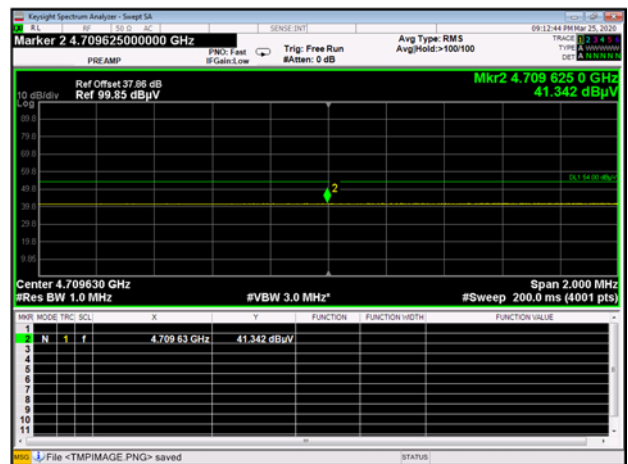 Keysight Spectrum Analyzer - Swept SA
RL RF 50 Ω AC SENSE:INT 09:12:44 PM Mar 25, 2020
Marker 2 4.709625000000 GHz
PREAMP
PNO: Fast
IFGain:Low
Trig: Free Run
#Atten: 0 dB
Avg Type: RMS
Avg|Hold:>100/100
TRACE 1 2 3 4 5 6
TYPE A WWWWW
DET A N N N N N
Mkr2 4.709 625 0 GHz
41.342 dBµV
Ref Offset 37.86 dB
10 dB/div Ref 99.85 dBµV
Log
89.8
79.8
69.8
59.8
DL1 54.00 dBµV
49.8
2
39.8
29.8
19.8
9.85
Center 4.709630 GHz Span 2.000 MHz
#Res BW 1.0 MHz #VBW 3.0 MHz* #Sweep 200.0 ms (4001 pts)
MKR MODE TRC SCL X Y FUNCTION FUNCTION WIDTH FUNCTION VALUE
1
2 N 1 f 4.709 63 GHz 41.342 dBµV
3
4
5
6
7
8
9
10
11
MSG File <TMPIMAGE.PNG> saved STATUS